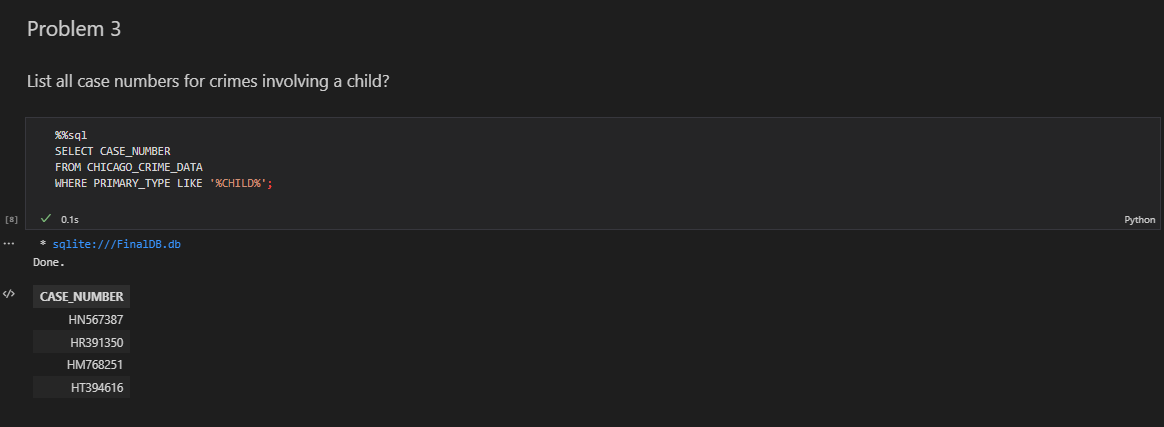 Problem 3
List all case numbers for crimes involving a child?
%%sql
SELECT CASE_NUMBER
FROM CHICAGO_CRIME_DATA
WHERE PRIMARY_TYPE LIKE '%CHILD%';
[8] ✓ 0.1s Python
... * sqlite:///FinalDB.db
Done.
</> CASE_NUMBER
HN567387
HR391350
HM768251
HT394616